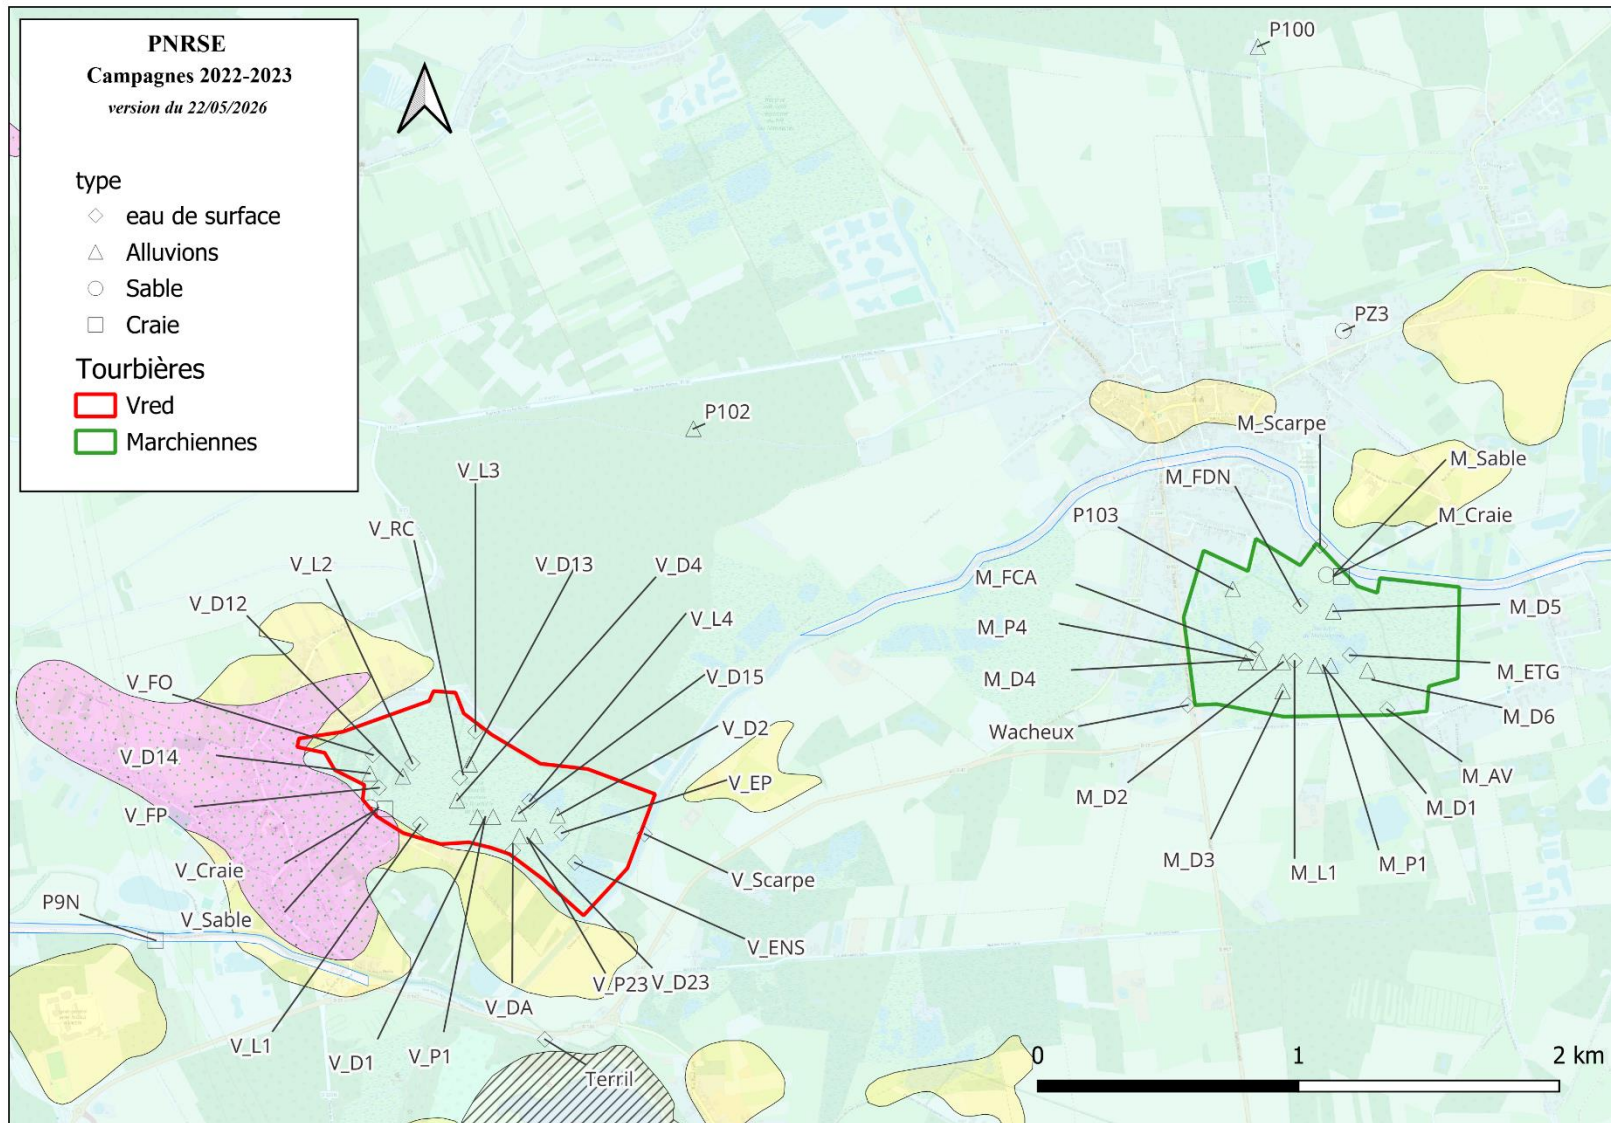 PNRSE
Campagnes 2022-2023
version du 22/05/2026
type
eau de surface
Alluvions
Sable
Craie
Tourbières
Vred
Marchiennes
P100
PZ3
P102
M_Scarpe
V_L3
M_Sable
M_FDN
P103
M_Craie
V_RC
V_L2
V_D13
V_D4
M_FCA
V_D12
V_L4
M_D5
M_P4
V_FO
V_D15
M_D4
M_ETG
V_D14
V_D2
Wacheux
M_D6
V_FP
V_EP
M_AV
M_D2
M_D1
V_Craie
V_Scarpe
M_D3
M_L1
M_P1
P9N
V_Sable
V_ENS
V_P23
V_D23
V_DA
V_L1
V_D1
V_P1
Terril
0
1
2 km